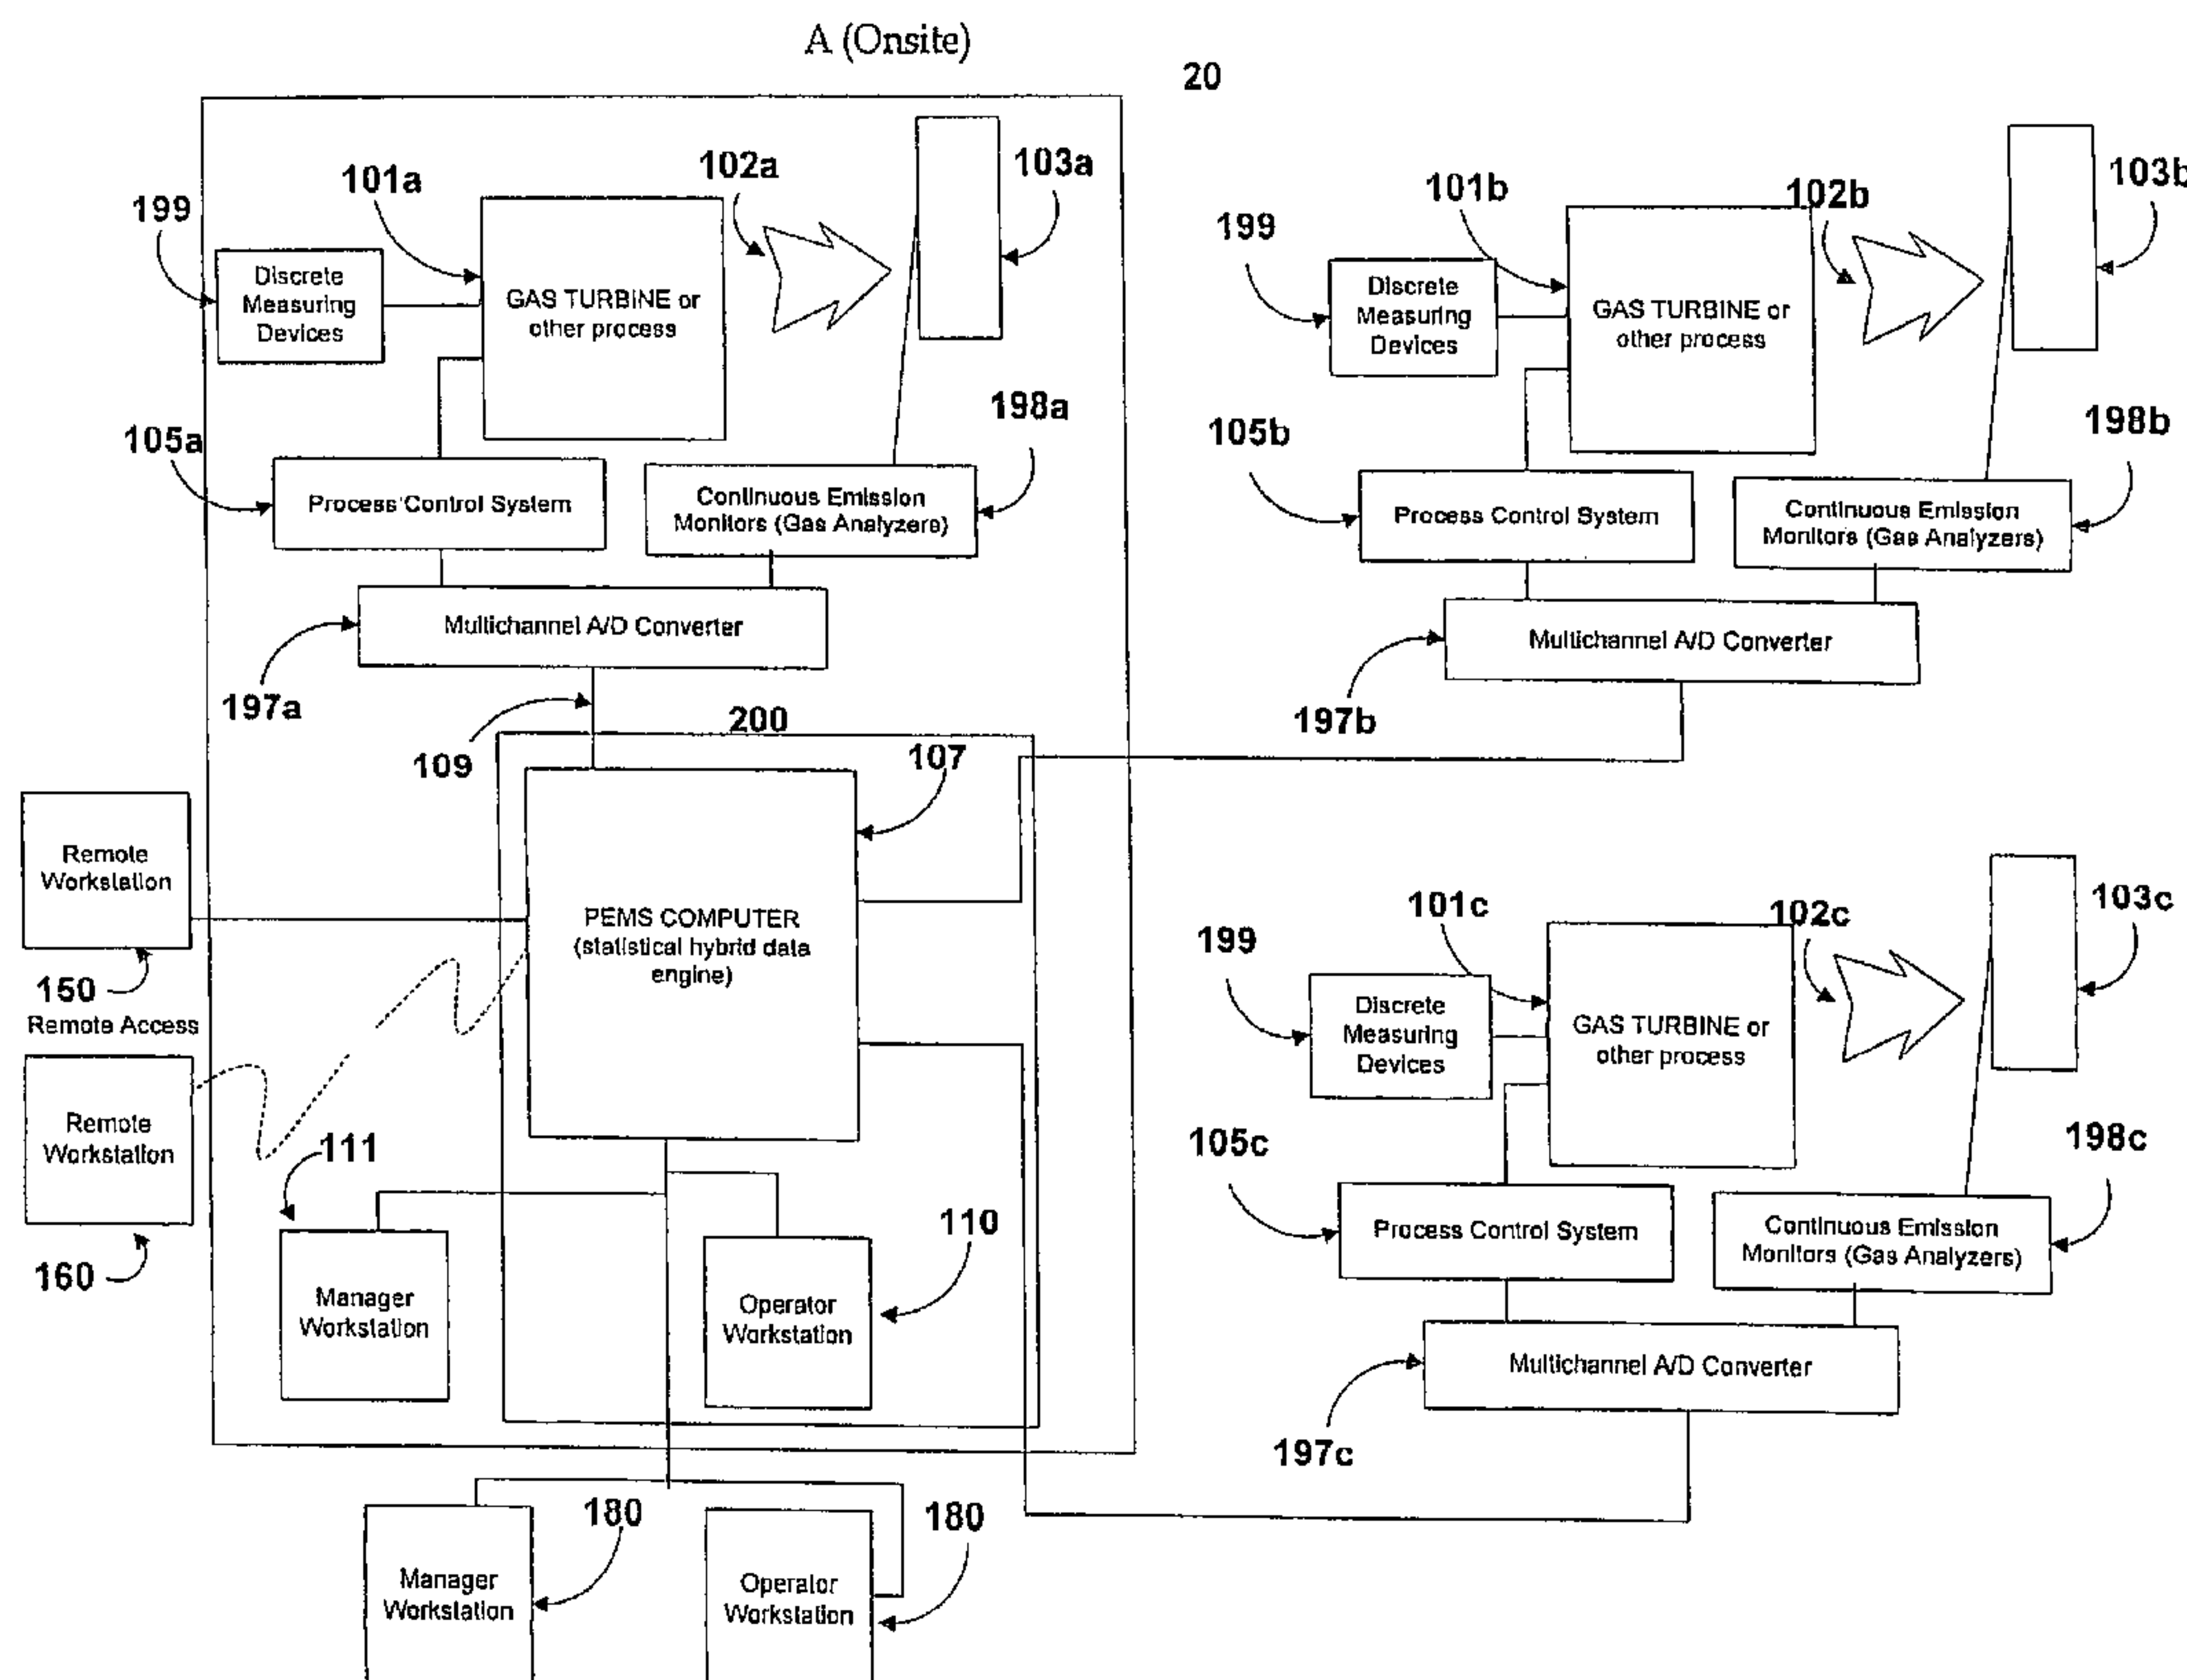 A (Onsite)
20
199
101a
102a
103a
Discrete
Measuring
Devices
GAS TURBINE or
other process
105a
198a
Process Control System
Continuous Emission
Monitors (Gas Analyzers)
Multichannel A/D Converter
197a
109
200
107
PEMS COMPUTER
(statistical hybrid data
engine)
Remote
Workstation
150
Remote Access
Remote
Workstation
160
111
Manager
Workstation
110
Operator
Workstation
180
Manager
Workstation
180
Operator
Workstation
199
101b
102b
103b
Discrete
Measuring
Devices
GAS TURBINE or
other process
105b
198b
Process Control System
Continuous Emission
Monitors (Gas Analyzers)
Multichannel A/D Converter
197b
199
101c
102c
103c
Discrete
Measuring
Devices
GAS TURBINE or
other process
105c
198c
Process Control System
Continuous Emission
Monitors (Gas Analyzers)
Multichannel A/D Converter
197c